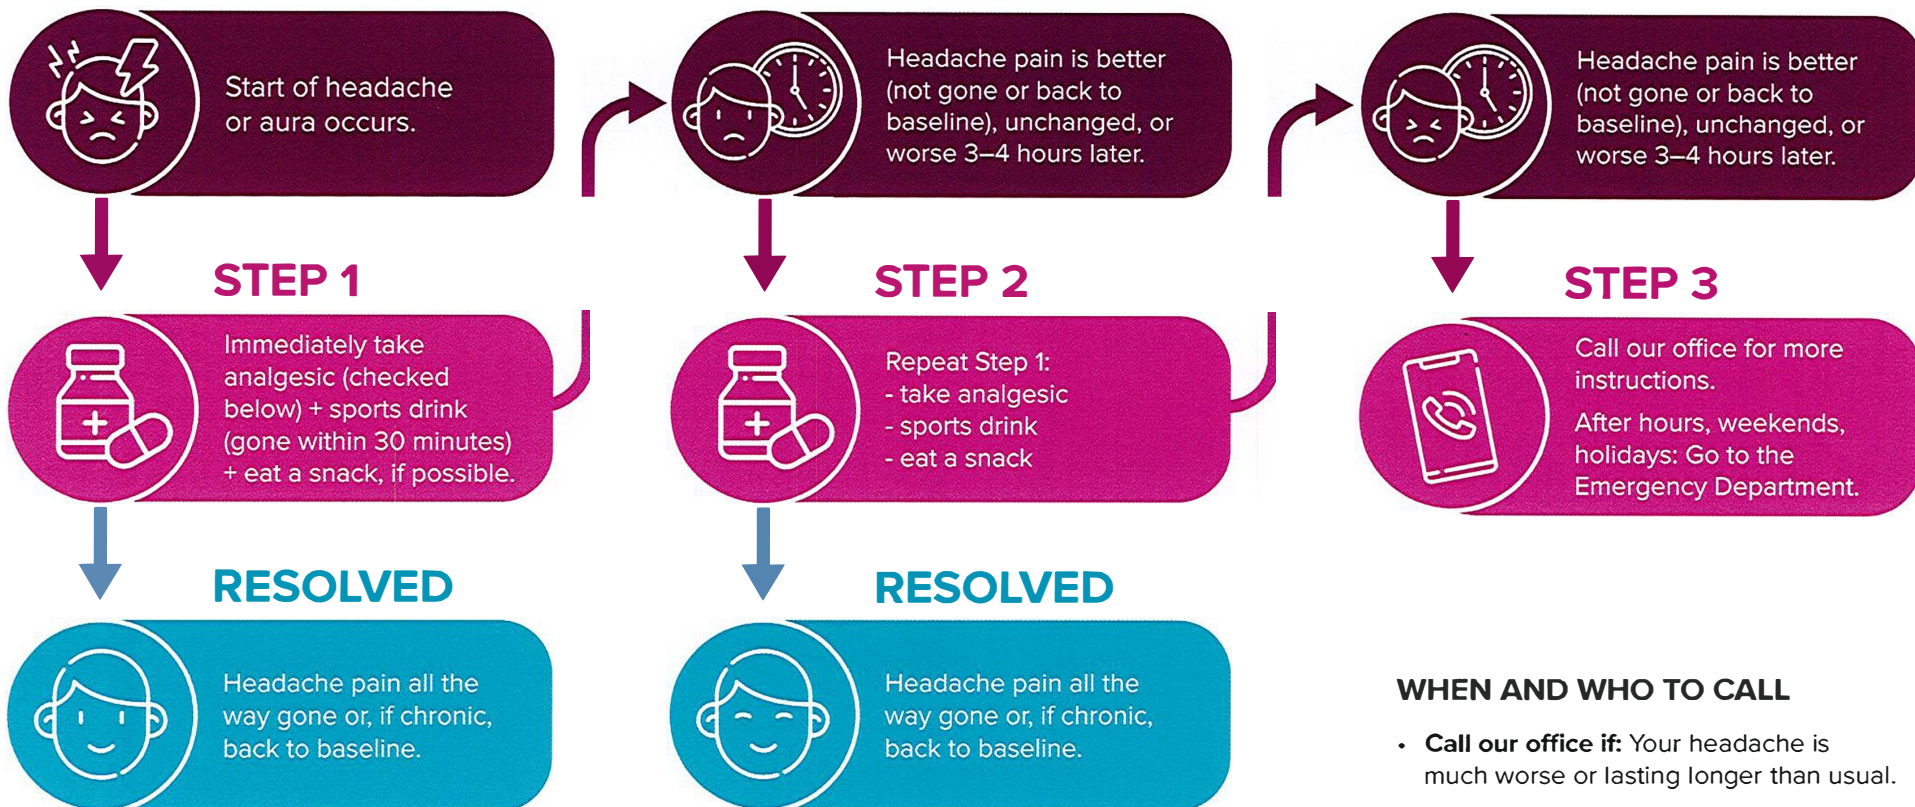 Start of headache
or aura occurs.
STEP 1
Immediately take
analgesic (checked
below) + sports drink
(gone within 30 minutes)
+ eat a snack, if possible.
RESOLVED
Headache pain all the
way gone or, if chronic,
back to baseline.
Headache pain is better
(not gone or back to
baseline), unchanged, or
worse 3–4 hours later.
STEP 2
Repeat Step 1:
- take analgesic
- sports drink
- eat a snack
RESOLVED
Headache pain all the
way gone or, if chronic,
back to baseline.
Headache pain is better
(not gone or back to
baseline), unchanged, or
worse 3–4 hours later.
STEP 3
Call our office for more
instructions.
After hours, weekends,
holidays: Go to the
Emergency Department.
WHEN AND WHO TO CALL
• Call our office if: Your headache is
much worse or lasting longer than usual.